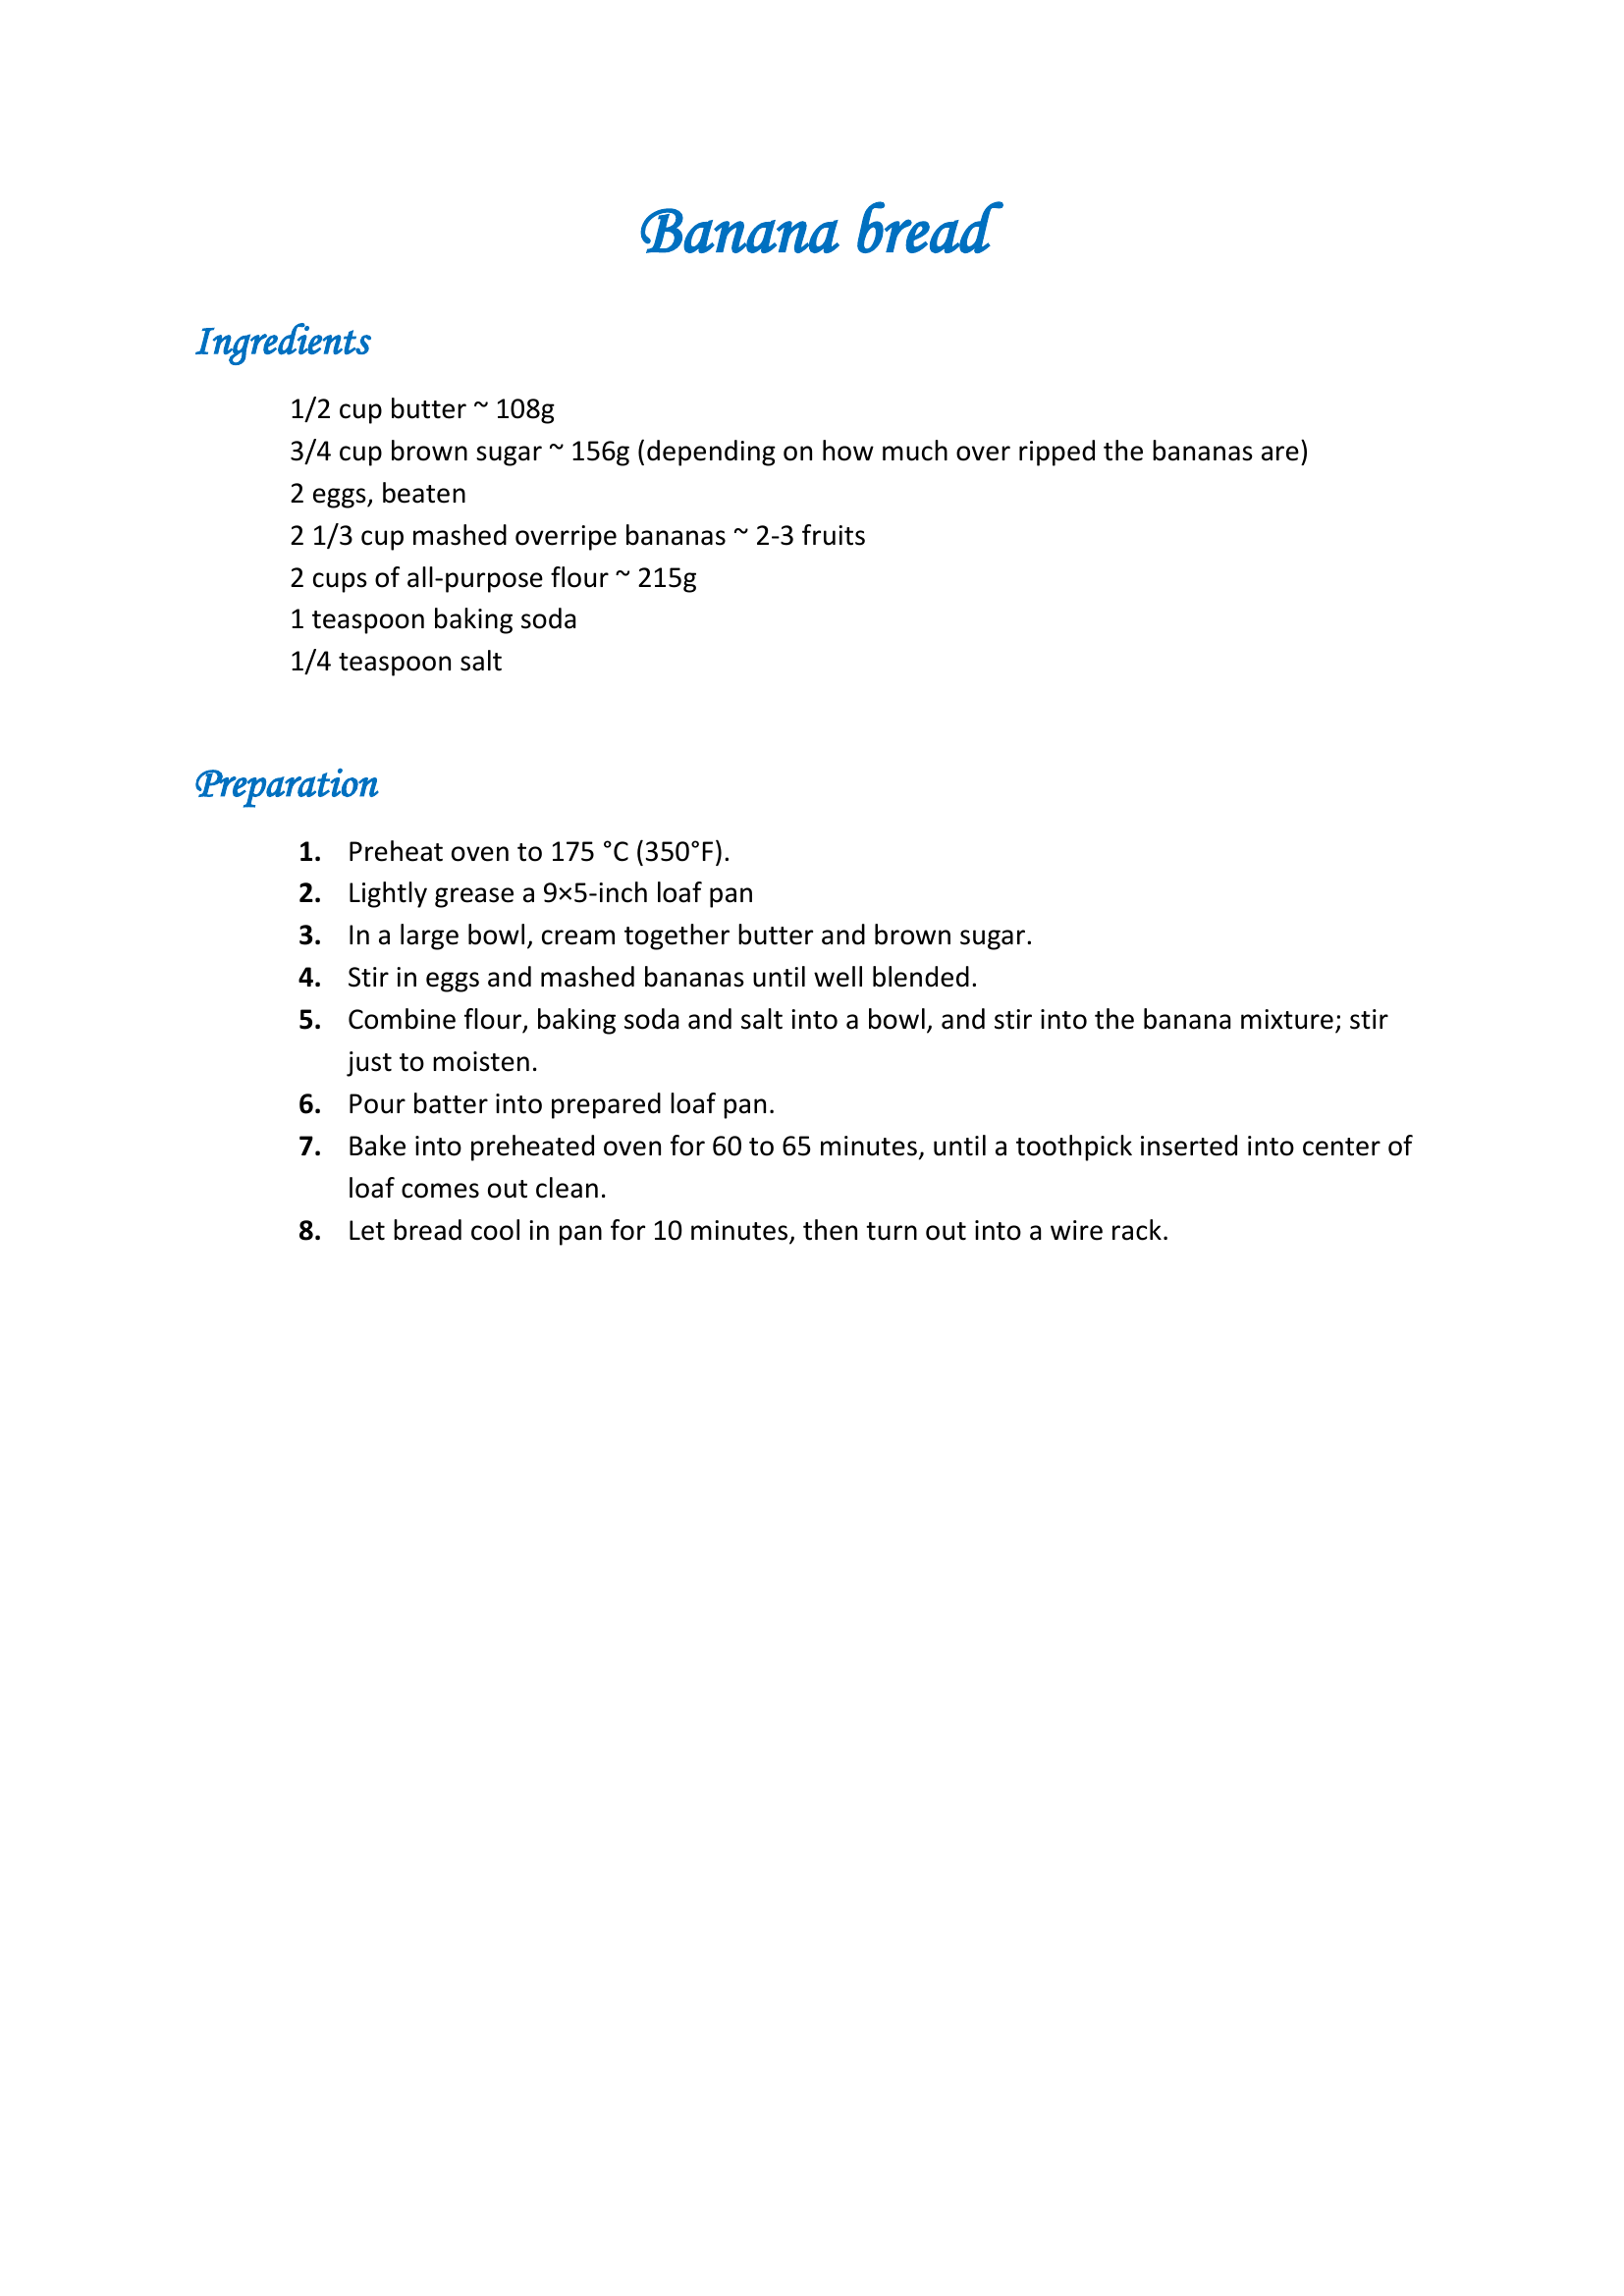 Banana bread
Ingredients
1/2 cup butter ~ 108g
3/4 cup brown sugar ~ 156g (depending on how much over ripped the bananas are)
2 eggs, beaten
2 1/3 cup mashed overripe bananas ~ 2-3 fruits
2 cups of all-purpose flour ~ 215g
1 teaspoon baking soda
1/4 teaspoon salt
Preparation
1. Preheat oven to 175 °C (350°F).
2. Lightly grease a 9×5-inch loaf pan
3. In a large bowl, cream together butter and brown sugar.
4. Stir in eggs and mashed bananas until well blended.
5. Combine flour, baking soda and salt into a bowl, and stir into the banana mixture; stir
just to moisten.
6. Pour batter into prepared loaf pan.
7. Bake into preheated oven for 60 to 65 minutes, until a toothpick inserted into center of
loaf comes out clean.
8. Let bread cool in pan for 10 minutes, then turn out into a wire rack.